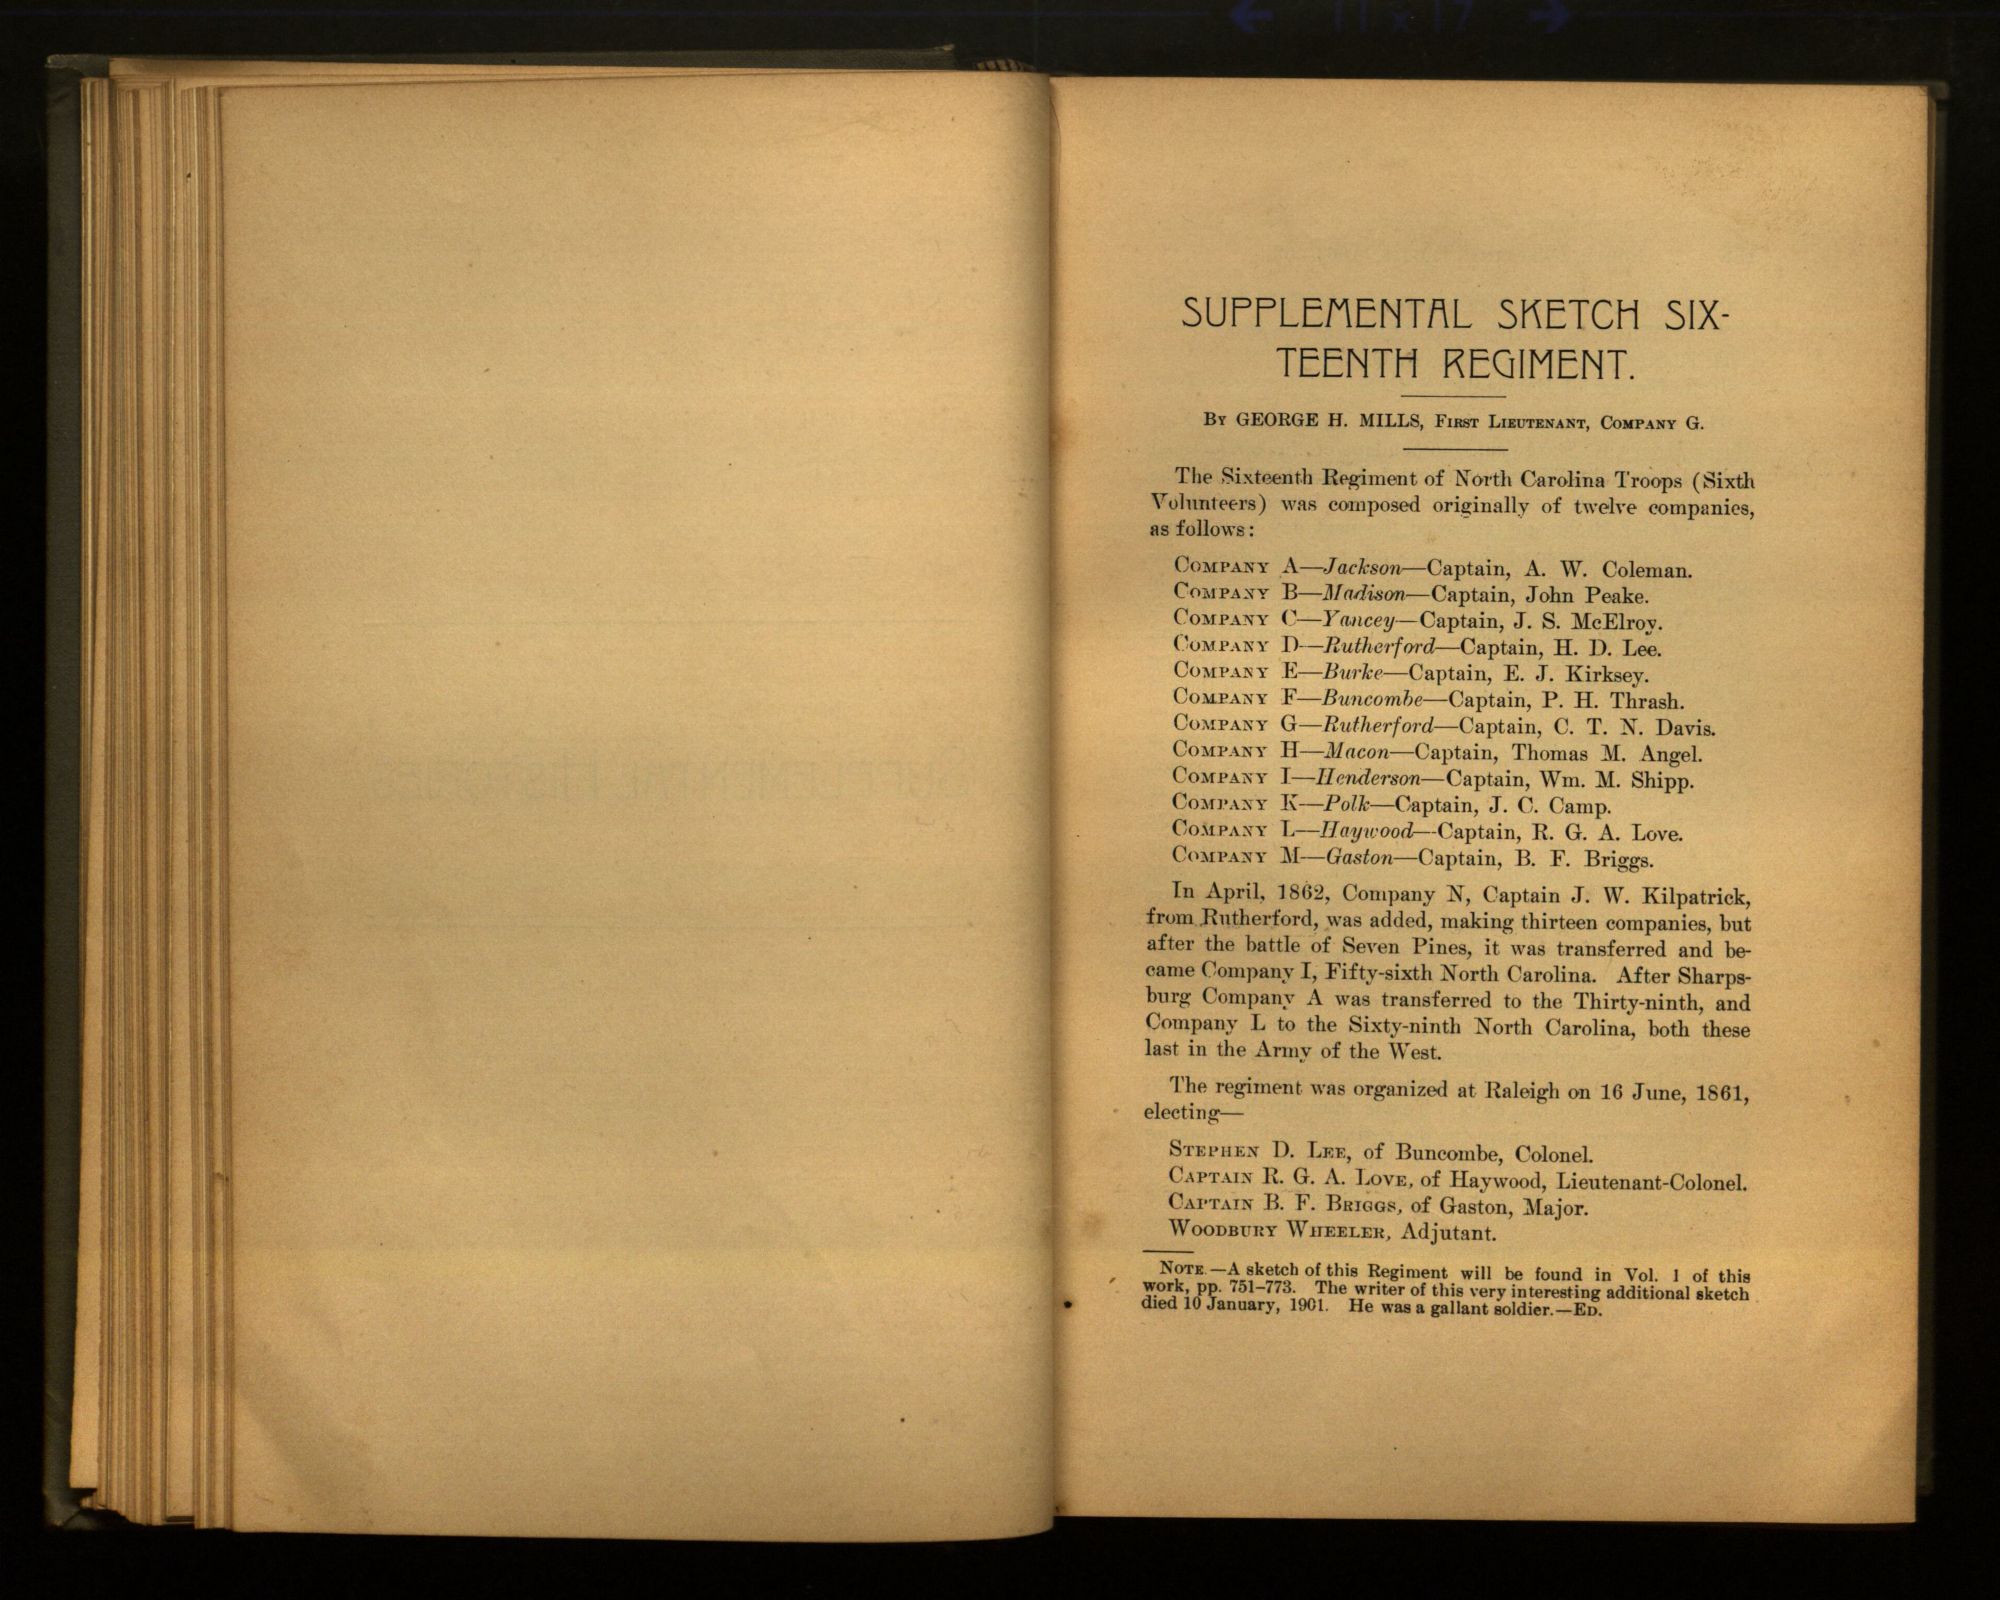 SUPPLEMENTAL SKETCH SIX-
TEENTH REGIMENT.
By GEORGE H. MILLS, First Lieutenant, Company G.
The Sixteenth Regiment of North Carolina Troops (Sixth
Volunteers) was composed originally of twelve companies,
as follows:
Company A—Jackson—Captain, A. W. Coleman.
Company B—Madison—Captain, John Peake.
Company C—Yancey—Captain, J. S. McElroy.
Company D—Rutherford—Captain, H. D. Lee.
Company E—Burke—Captain, E. J. Kirksey.
Company F—Buncombe—Captain, P. H. Thrash.
Company G—Rutherford—Captain, C. T. N. Davis.
Company H—Macon—Captain, Thomas M. Angel.
Company I—Henderson—Captain, Wm. M. Shipp.
Company K—Polk—Captain, J. C. Camp.
Company L—Haywood—Captain, R. G. A. Love.
Company M—Gaston—Captain, B. F. Briggs.
In April, 1862, Company N, Captain J. W. Kilpatrick,
from Rutherford, was added, making thirteen companies, but
after the battle of Seven Pines, it was transferred and be-
came Company I, Fifty-sixth North Carolina. After Sharps-
burg Company A was transferred to the Thirty-ninth, and
Company L to the Sixty-ninth North Carolina, both these
last in the Army of the West.
The regiment was organized at Raleigh on 16 June, 1861,
electing—
Stephen D. Lee, of Buncombe, Colonel.
Captain R. G. A. Love, of Haywood, Lieutenant-Colonel.
Captain B. F. Briggs, of Gaston, Major.
Woodbury Wheeler, Adjutant.
Note.—A sketch of this Regiment will be found in Vol. 1 of this
work, pp. 751-773. The writer of this very interesting additional sketch
died 10 January, 1901. He was a gallant soldier.—Ed.